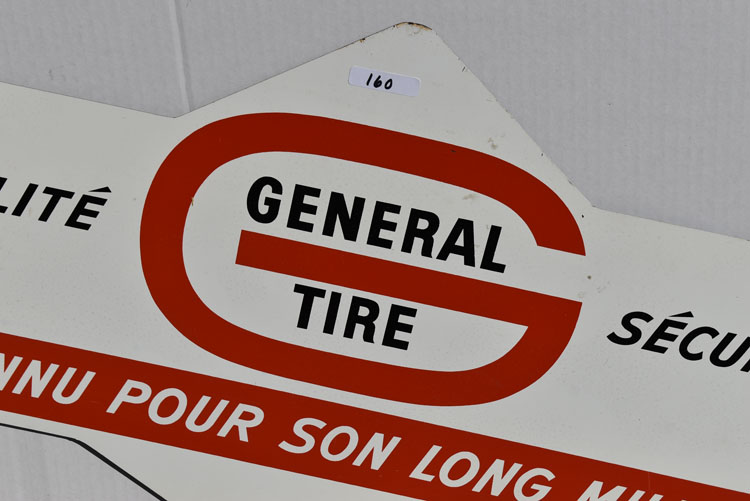 160
LITÉ
GENERAL
TIRE
SÉCU
NNU POUR SON LONG